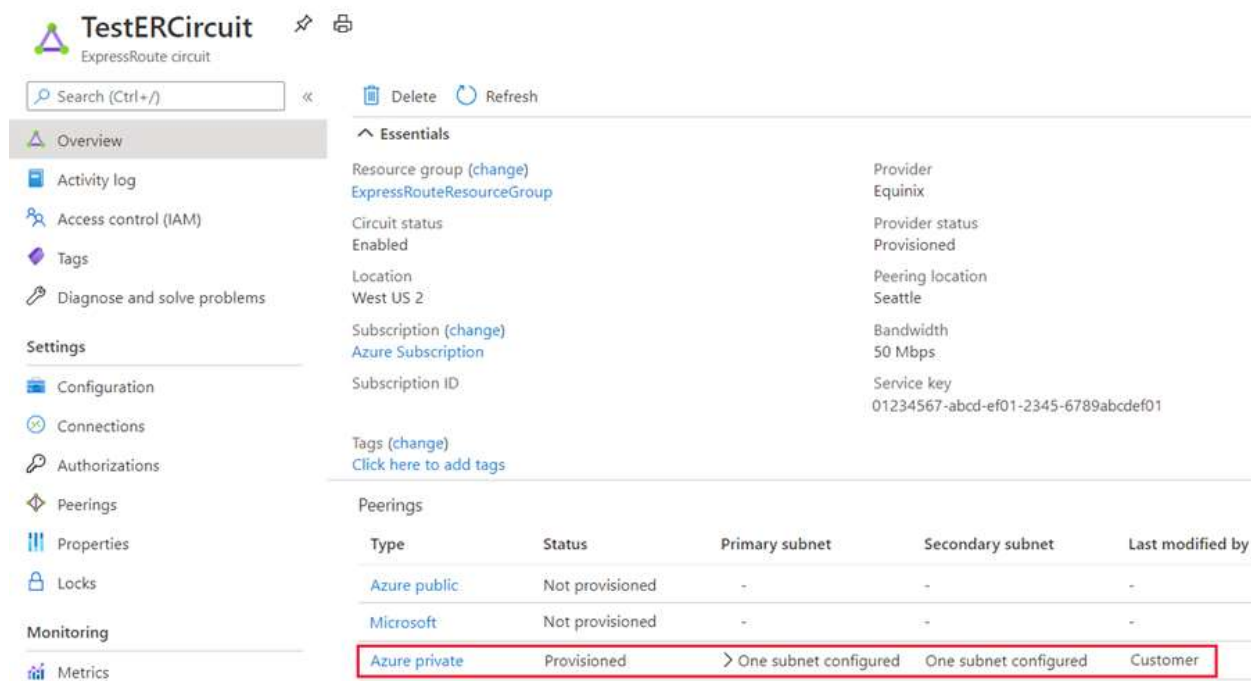 TestERCircuit
ExpressRoute circuit
Search (Ctrl+/)
«
Delete
Refresh
Overview
Activity log
Access control (IAM)
Tags
Diagnose and solve problems
Settings
Configuration
Connections
Authorizations
Peerings
Properties
Locks
Monitoring
Metrics
Essentials
Resource group (change)
ExpressRouteResourceGroup
Circuit status
Enabled
Location
West US 2
Subscription (change)
Azure Subscription
Subscription ID
Tags (change)
Click here to add tags
Provider
Equinix
Provider status
Provisioned
Peering location
Seattle
Bandwidth
50 Mbps
Service key
01234567-abcd-ef01-2345-6789abcdef01
Peerings
Type Status Primary subnet Secondary subnet Last modified by
Azure public Not provisioned - - -
Microsoft Not provisioned - - -
Azure private Provisioned > One subnet configured One subnet configured Customer